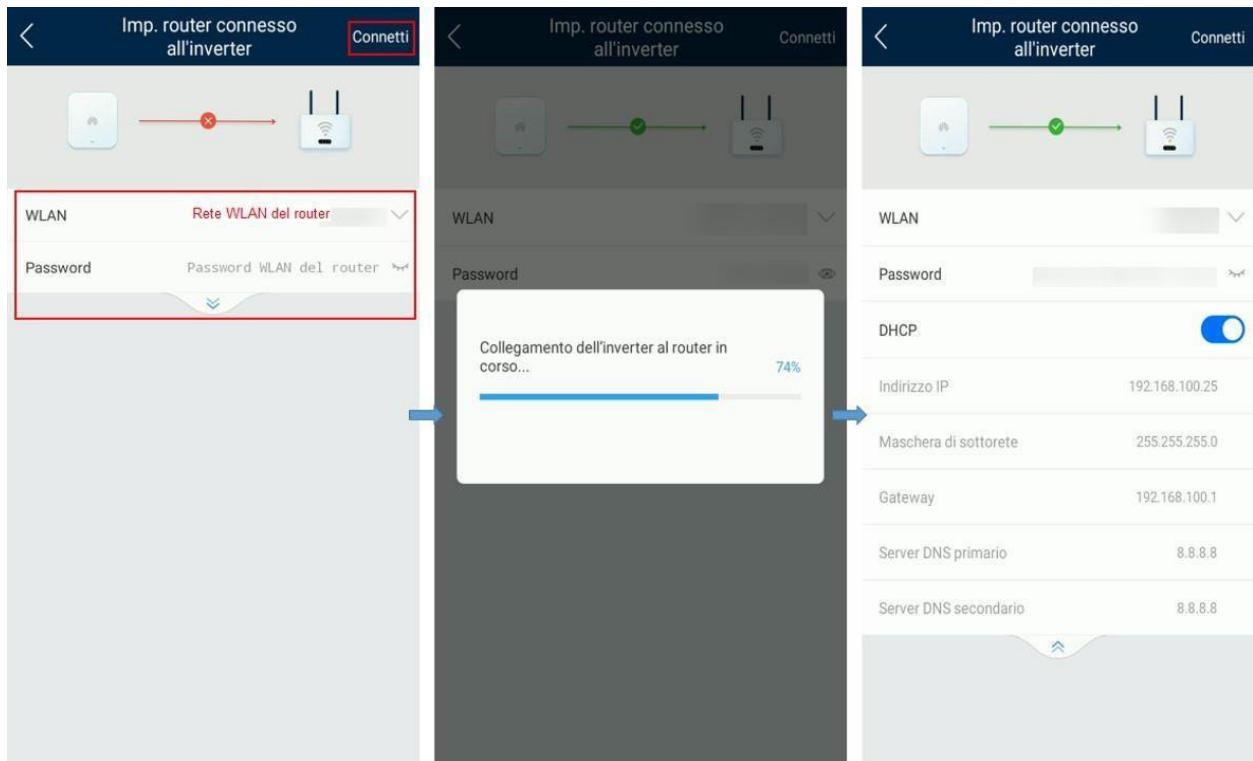 Imp. router connesso
all'inverter
Connetti
WLAN
Rete WLAN del router
Password
Password WLAN del router
Imp. router connesso
all'inverter
Connetti
WLAN
Password
Collegamento dell'inverter al router in
corso...
74%
Imp. router connesso
all'inverter
Connetti
WLAN
Password
DHCP
Indirizzo IP
192.168.100.25
Maschera di sottorete
255.255.255.0
Gateway
192.168.100.1
Server DNS primario
8.8.8.8
Server DNS secondario
8.8.8.8